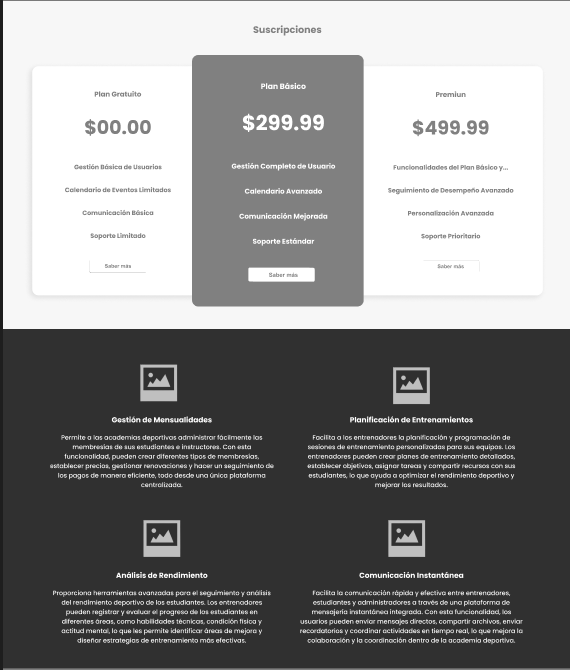 Suscripciones
Plan Gratuito
$00.00
Gestión Básica de Usuarios
Calendario de Eventos Limitados
Comunicación Básica
Soporte Limitado
Saber más
Plan Básico
$299.99
Gestión Completo de Usuario
Calendario Avanzado
Comunicación Mejorada
Soporte Estándar
Saber más
Premiun
$499.99
Funcionalidades del Plan Básico y...
Seguimiento de Desempeño Avanzado
Personalización Avanzada
Soporte Prioritario
Saber más
Gestión de Mensualidades
Permite a las academias deportivas administrar fácilmente las
membresías de sus estudiantes e instructores. Con esta
funcionalidad, pueden crear diferentes tipos de membresías,
establecer precios, gestionar renovaciones y hacer un seguimiento de
los pagos de manera eficiente, todo desde una única plataforma
centralizada.
Planificación de Entrenamientos
Facilita a los entrenadores la planificación y programación de
sesiones de entrenamiento personalizadas para sus equipos. Los
entrenadores pueden crear planes de entrenamiento detallados,
establecer objetivos, asignar tareas y compartir recursos con sus
estudiantes, lo que ayuda a optimizar el rendimiento deportivo y
mejorar los resultados.
Análisis de Rendimiento
Proporciona herramientas avanzadas para el seguimiento y análisis
del rendimiento deportivo de los estudiantes. Los entrenadores
pueden registrar y evaluar el progreso de los estudiantes en
diferentes áreas, como habilidades técnicas, condición física y
actitud mental, lo que les permite identificar áreas de mejora y
diseñar estrategias de entrenamiento más efectivas.
Comunicación Instantánea
Facilita la comunicación rápida y efectiva entre entrenadores,
estudiantes y administradores a través de una plataforma de
mensajería instantánea integrada. Con esta funcionalidad, los
usuarios pueden enviar mensajes directos, compartir archivos, enviar
recordatorios y coordinar actividades en tiempo real, lo que mejora la
colaboración y la coordinación dentro de la academia deportiva.